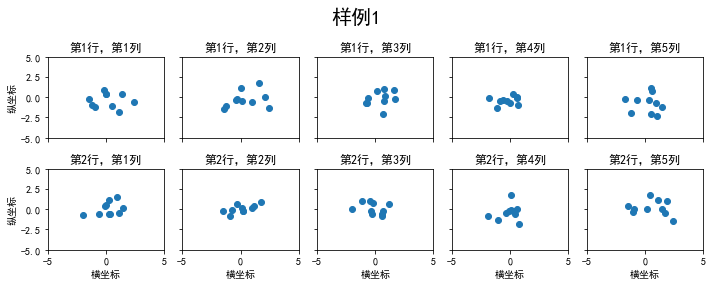 样例1
第1行，第1列 第1行，第2列 第1行，第3列 第1行，第4列 第1行，第5列
5.0
2.5
0.0
−2.5
−5.0
纵坐标
第2行，第1列 第2行，第2列 第2行，第3列 第2行，第4列 第2行，第5列
5.0
2.5
0.0
−2.5
−5.0
纵坐标
−5 0 5 −5 0 5 −5 0 5 −5 0 5 −5 0 5
横坐标 横坐标 横坐标 横坐标 横坐标